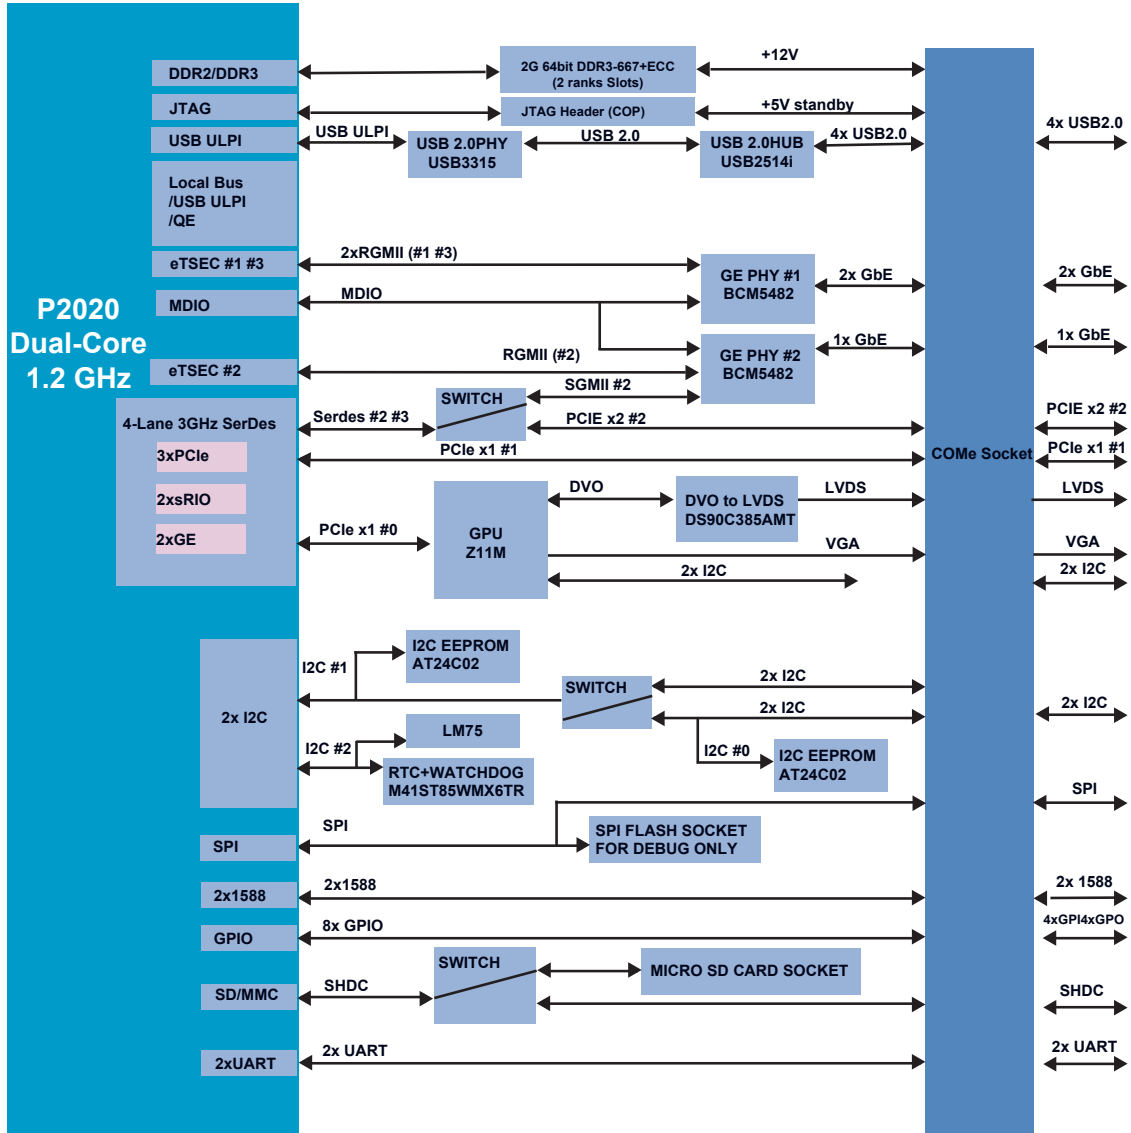 P2020
Dual-Core
1.2 GHz
DDR2/DDR3
2G 64bit DDR3-667+ECC
(2 ranks Slots)
+12V
JTAG
JTAG Header (COP)
+5V standby
USB ULPI
USB ULPI
USB 2.0PHY
USB3315
USB 2.0
USB 2.0HUB
USB2514i
4x USB2.0
4x USB2.0
Local Bus
/USB ULPI
/QE
eTSEC #1 #3
2xRGMII (#1 #3)
GE PHY #1
BCM5482
2x GbE
2x GbE
MDIO
MDIO
eTSEC #2
RGMII (#2)
GE PHY #2
BCM5482
1x GbE
1x GbE
4-Lane 3GHz SerDes
3xPCIe
2xsRIO
2xGE
Serdes #2 #3
SWITCH
SGMII #2
PCIE x2 #2
PCIE x2 #2
PCIe x1 #1
COMe Socket
PCIe x1 #1
PCIe x1 #0
GPU
Z11M
DVO
DVO to LVDS
DS90C385AMT
LVDS
LVDS
VGA
VGA
2x I2C
2x I2C
2x I2C
I2C #1
I2C EEPROM
AT24C02
SWITCH
2x I2C
2x I2C
2x I2C
I2C #0
I2C EEPROM
AT24C02
I2C #2
LM75
RTC+WATCHDOG
M41ST85WMX6TR
SPI
SPI
SPI FLASH SOCKET
FOR DEBUG ONLY
SPI
2x1588
2x1588
2x 1588
GPIO
8x GPIO
4xGPI4xGPO
SD/MMC
SHDC
SWITCH
MICRO SD CARD SOCKET
SHDC
2xUART
2x UART
2x UART